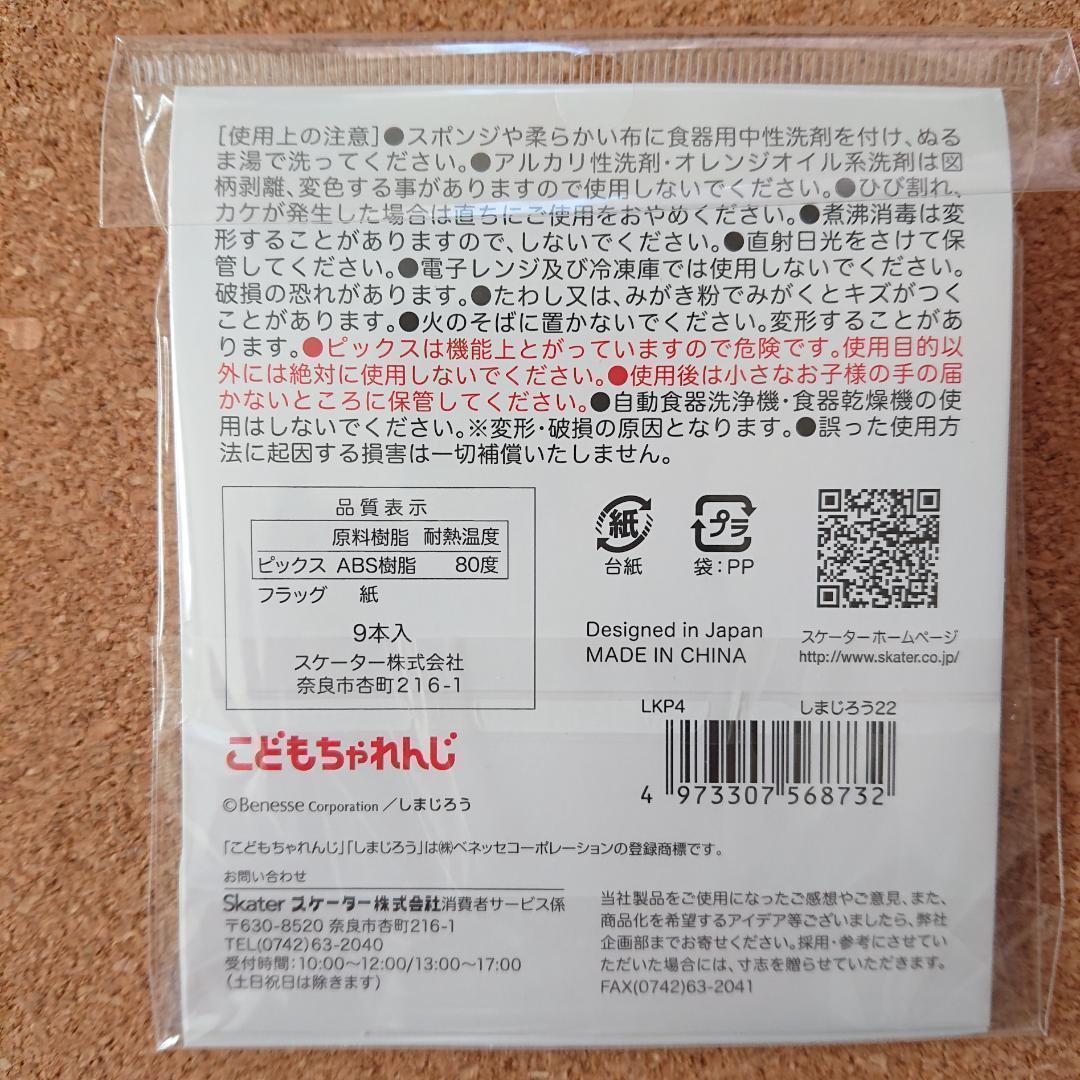 [使用上の注意]●スポンジや柔らかい布に食器用中性洗剤を付け、ぬる
ま湯で洗ってください。●アルカリ性洗剤・オレンジオイル系洗剤は図
柄剥離、変色する事がありますので使用しないでください。●ひび割れ、
カケが発生した場合は直ちにご使用をおやめください。●煮沸消毒は変
形することがありますので、しないでください。●直射日光をさけて保
管してください。●電子レンジ及び冷凍庫では使用しないでください。
破損の恐れがあります。●たわし又は、みがき粉でみがくとキズがつく
ことがあります。●火のそばに置かないでください。変形することがあ
ります。●ピックスは機能上とがっていますので危険です。使用目的以
外には絶対に使用しないでください。●使用後は小さなお子様の手の届
かないところに保管してください。●自動食器洗浄機・食器乾燥機の使
用はしないでください。※変形・破損の原因となります。●誤った使用方
法に起因する損害は一切補償いたしません。
品質表示
原料樹脂 耐熱温度
ピックス ABS樹脂 80度
フラッグ 紙
9本入
スケーター株式会社
奈良市杏町216-1
紙
台紙
プラ
袋:PP
Designed in Japan
MADE IN CHINA
スケーターホームページ
http://www.skater.co.jp/
LKP4 しまじろう22
4 973307 568732
こどもちゃれんじ
©Benesse Corporation／しまじろう
「こどもちゃれんじ」「しまじろう」は㈱ベネッセコーポレーションの登録商標です。
お問い合わせ
Skater スケーター株式会社消費者サービス係
〒630-8520 奈良市杏町216-1
TEL(0742)63-2040
受付時間:10:00～12:00/13:00～17:00
(土日祝日は除きます)
当社製品をご使用になったご感想やご意見、また、
商品化を希望するアイデア等ございましたら、弊社
企画部までお寄せください。採用・参考にさせてい
ただいた場合には、寸志を贈らせていただきます。
FAX(0742)63-2041